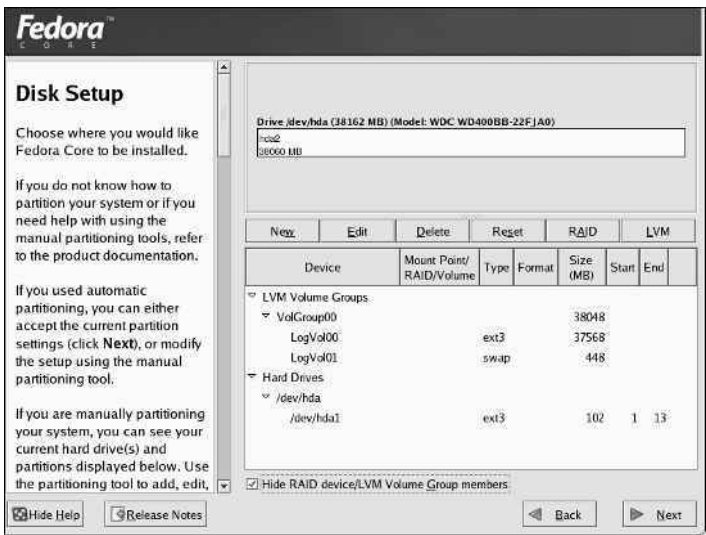 Fedora™
CORE
Disk Setup
Choose where you would like
Fedora Core to be installed.
If you do not know how to
partition your system or if you
need help with using the
manual partitioning tools, refer
to the product documentation.
If you used automatic
partitioning, you can either
accept the current partition
settings (click Next), or modify
the setup using the manual
partitioning tool.
If you are manually partitioning
your system, you can see your
current hard drive(s) and
partitions displayed below. Use
the partitioning tool to add, edit,
Drive /dev/hda (38162 MB) (Model: WDC WD400BB-22FJA0)
hda2
38060 MB
New Edit Delete Reset RAID LVM
Device Mount Point/ RAID/Volume Type Format Size (MB) Start End
LVM Volume Groups
VolGroup00 38048
LogVol00 ext3 37568
LogVol01 swap 448
Hard Drives
/dev/hda
/dev/hda1 ext3 102 1 13
Hide RAID device/LVM Volume Group members
Hide Help Release Notes Back Next